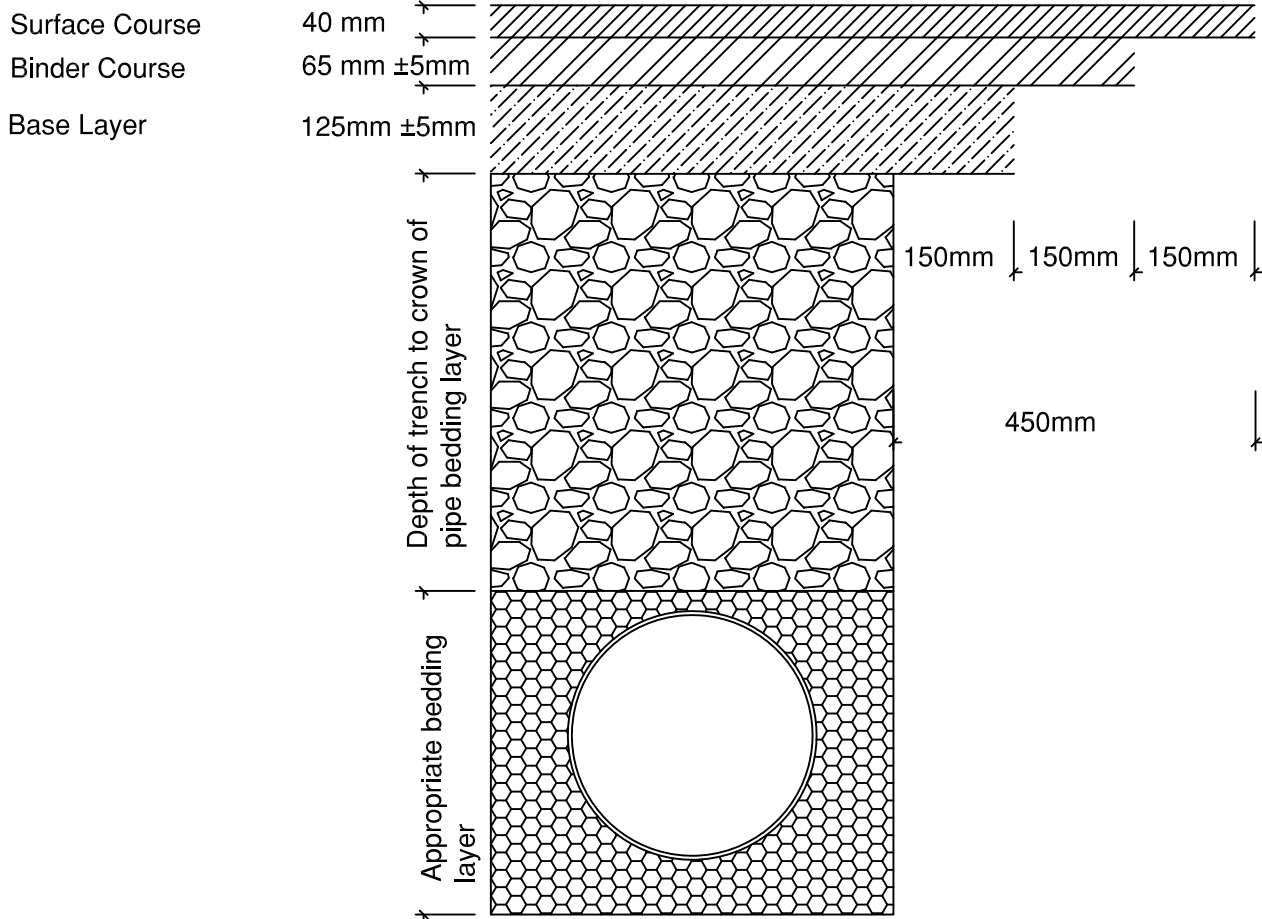 Surface Course 40 mm
Binder Course 65 mm ±5mm
Base Layer 125mm ±5mm
150mm 150mm 150mm
450mm
Depth of trench to crown of
pipe bedding layer
Appropriate bedding
layer